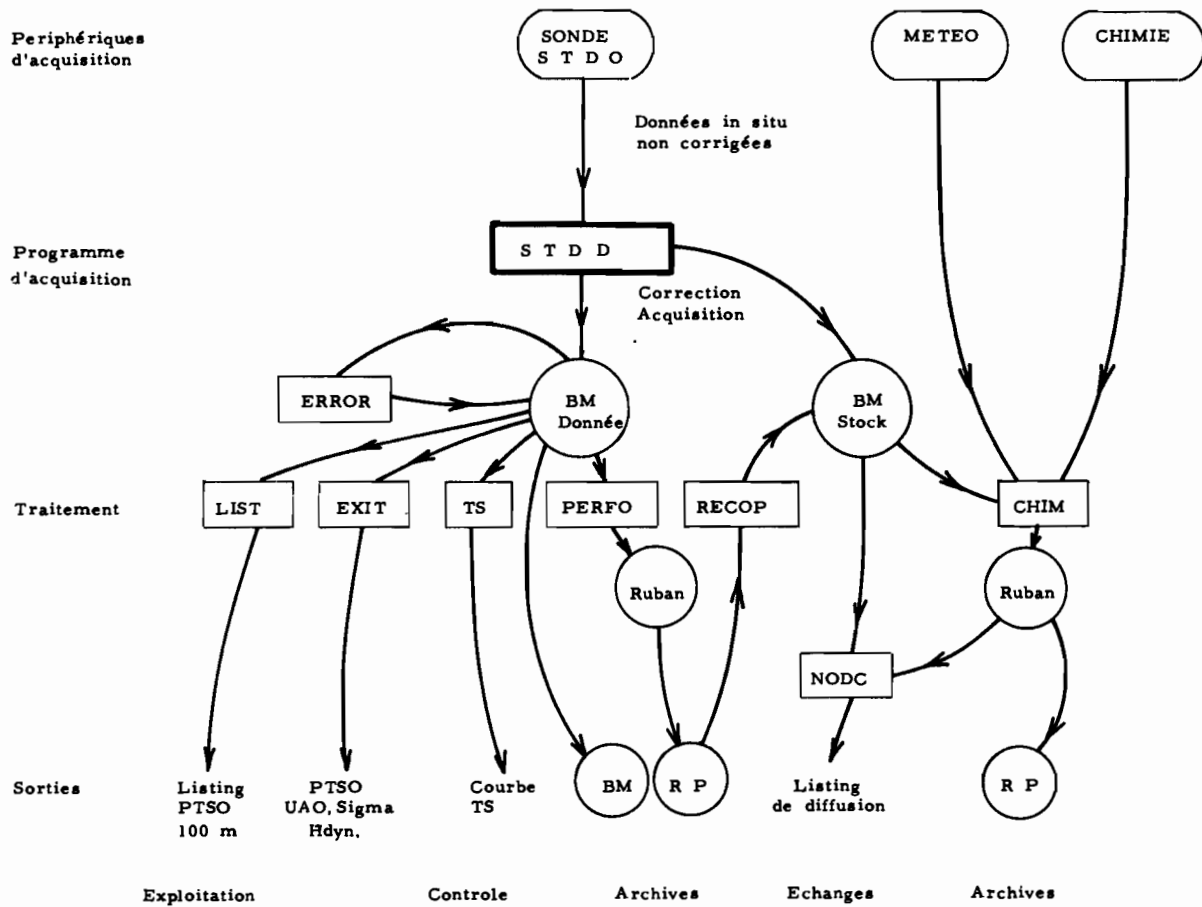 Periphériques
d'acquisition
SONDE
S T D O
METEO
CHIMIE
Données in situ
non corrigées
Programme
d'acquisition
S T D D
Correction
Acquisition
ERROR
BM
Donnée
BM
Stock
Traitement
LIST
EXIT
TS
PERFO
RECOP
CHIM
Ruban
Ruban
NODC
Sorties
Listing
PTSO
100 m
PTSO
UAO, Sigma
Hdyn.
Courbe
TS
BM
R P
Listing
de diffusion
R P
Exploitation
Controle
Archives
Echanges
Archives